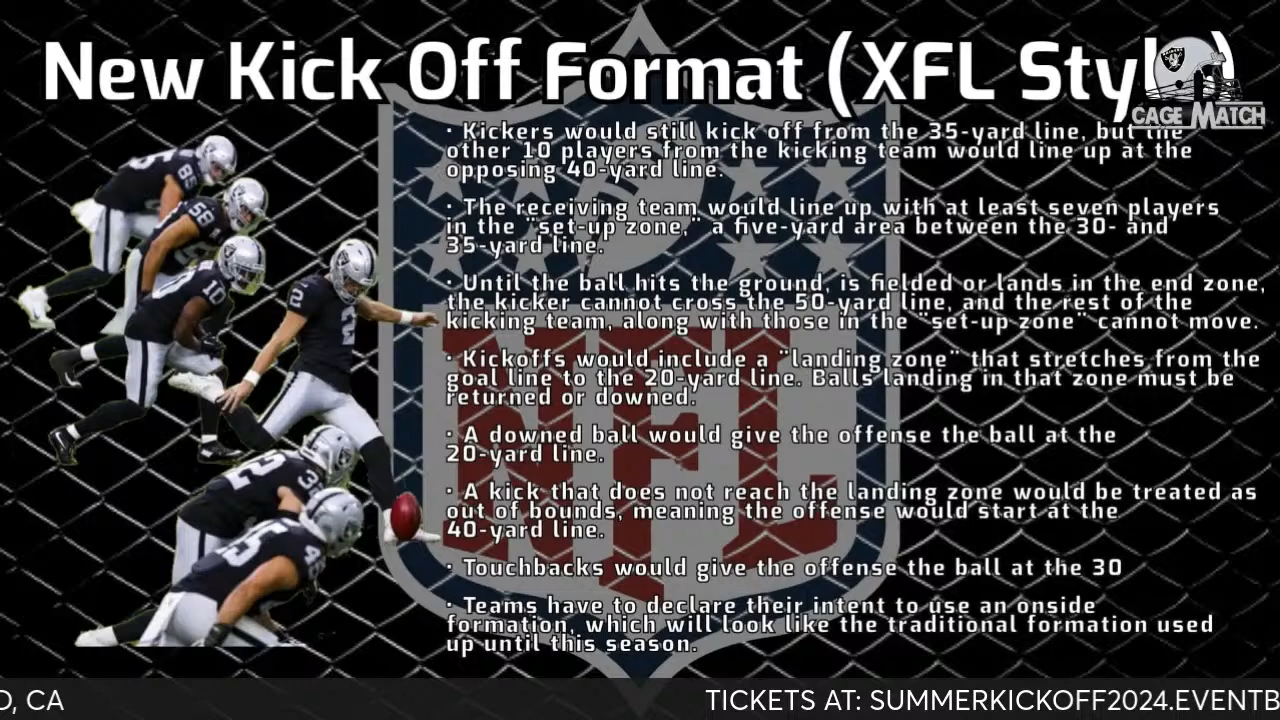 New Kick Off Format (XFL Style)
CAGE MATCH
· Kickers would still kick off from the 35-yard line, but the
other 10 players from the kicking team would line up at the
opposing 40-yard line.
· The receiving team would line up with at least seven players
in the "set-up zone," a five-yard area between the 30- and
35-yard line.
· Until the ball hits the ground, is fielded or lands in the end zone,
the kicker cannot cross the 50-yard line, and the rest of the
kicking team, along with those in the "set-up zone" cannot move.
· Kickoffs would include a "landing zone" that stretches from the
goal line to the 20-yard line. Balls landing in that zone must be
returned or downed.
· A downed ball would give the offense the ball at the
20-yard line.
· A kick that does not reach the landing zone would be treated as
out of bounds, meaning the offense would start at the
40-yard line.
· Touchbacks would give the offense the ball at the 30
· Teams have to declare their intent to use an onside
formation, which will look like the traditional formation used
up until this season.
NFL
85
58
10
2
D, CA
TICKETS AT: SUMMERKICKOFF2024.EVENTB